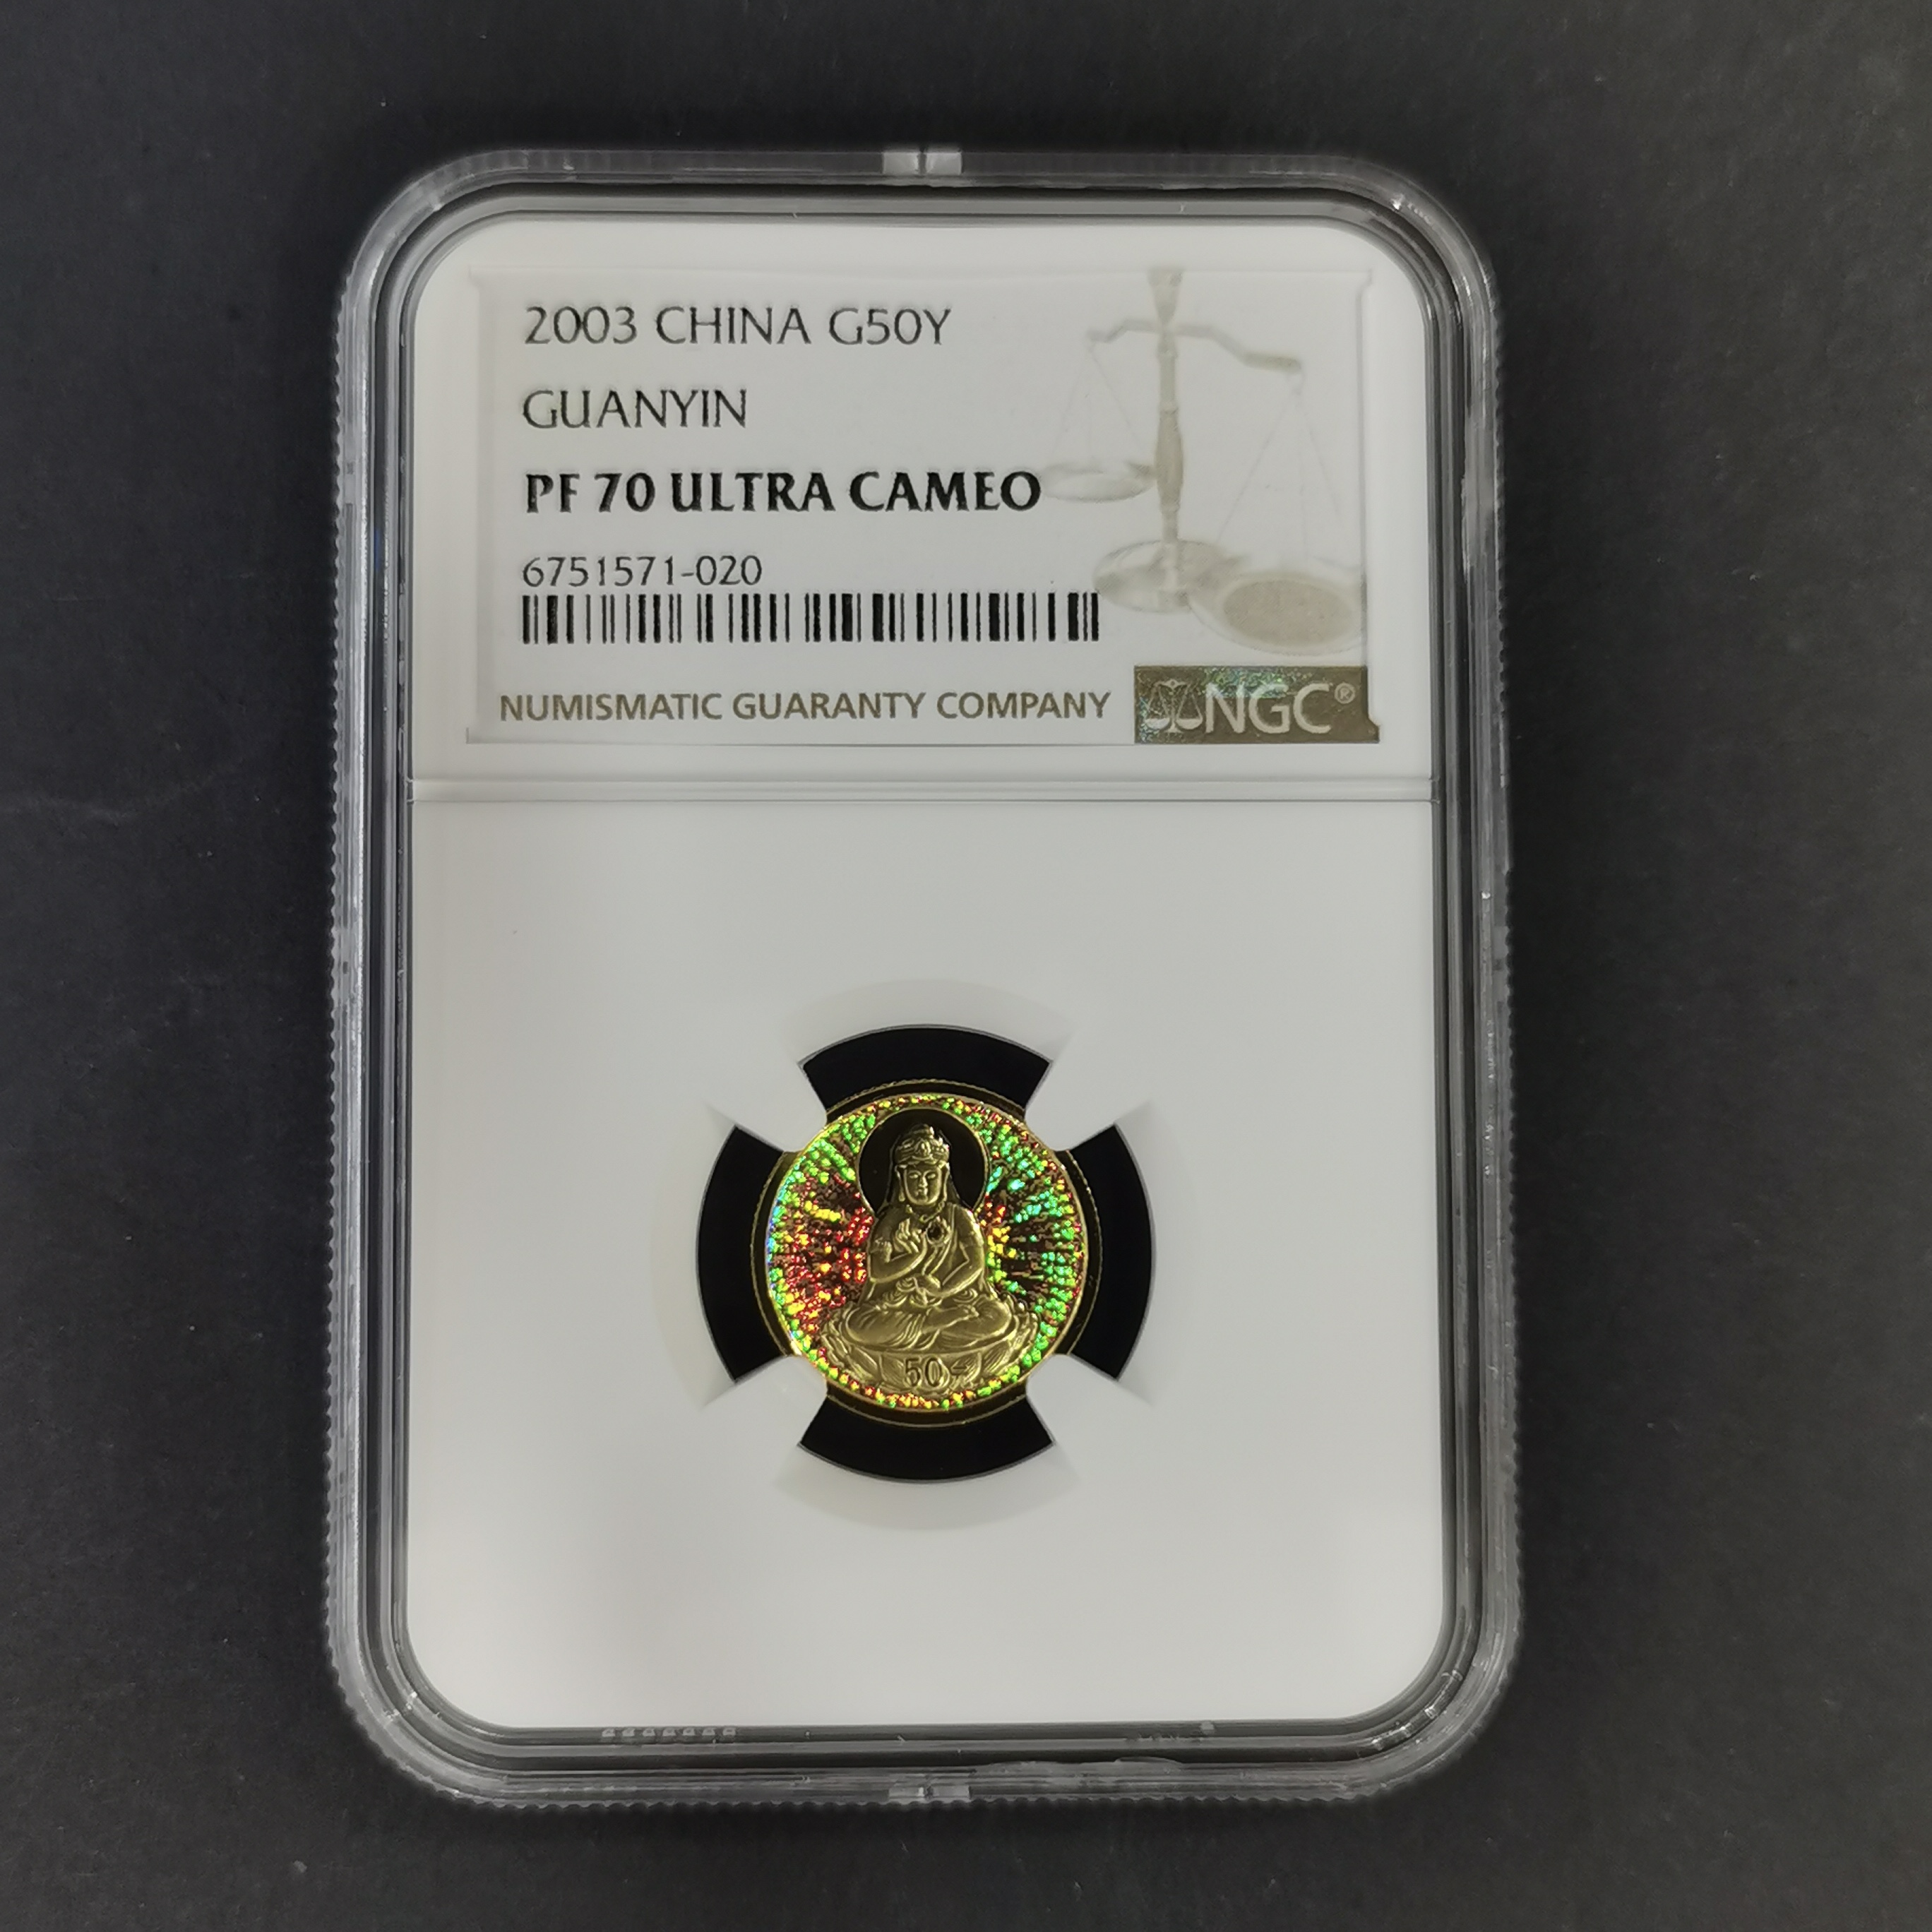 2003 CHINA G50Y
GUANYIN
PF 70 ULTRA CAMEO
6751571-020
NUMISMATIC GUARANTY COMPANY
NGC®
50